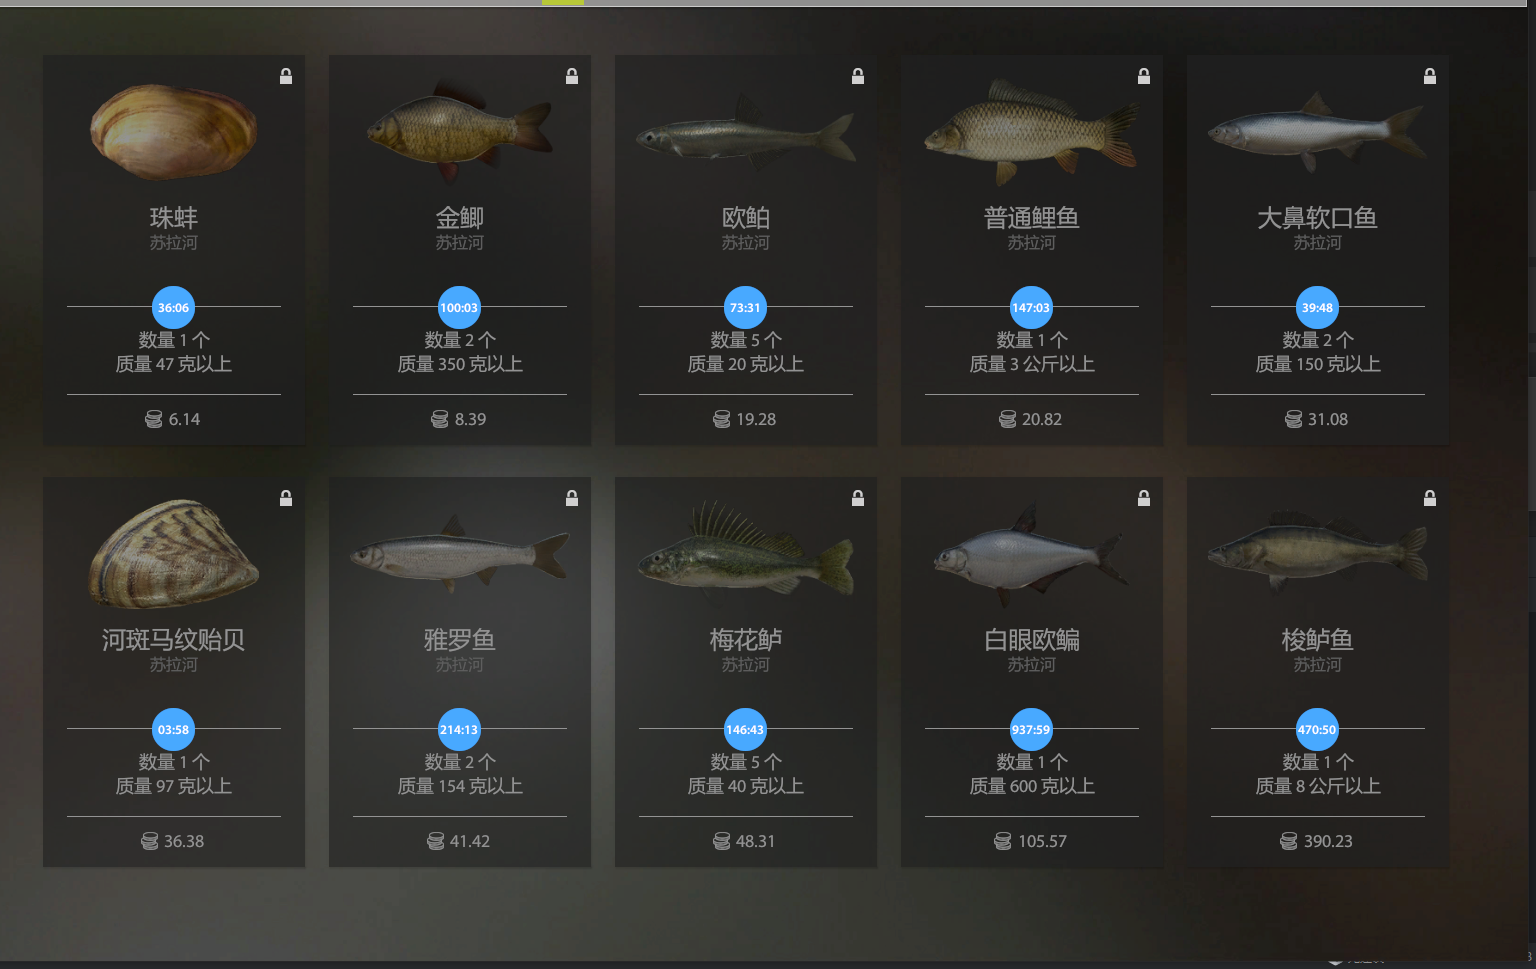 珠蚌
苏拉河
36:06
数量 1 个
质量 47 克以上
6.14
金鲫
苏拉河
100:03
数量 2 个
质量 350 克以上
8.39
欧鲌
苏拉河
73:31
数量 5 个
质量 20 克以上
19.28
普通鲤鱼
苏拉河
147:03
数量 1 个
质量 3 公斤以上
20.82
大鼻软口鱼
苏拉河
39:48
数量 2 个
质量 150 克以上
31.08
河斑马纹贻贝
苏拉河
03:58
数量 1 个
质量 97 克以上
36.38
雅罗鱼
苏拉河
214:13
数量 2 个
质量 154 克以上
41.42
梅花鲈
苏拉河
146:43
数量 5 个
质量 40 克以上
48.31
白眼欧鳊
苏拉河
937:59
数量 1 个
质量 600 克以上
105.57
梭鲈鱼
苏拉河
470:50
数量 1 个
质量 8 公斤以上
390.23